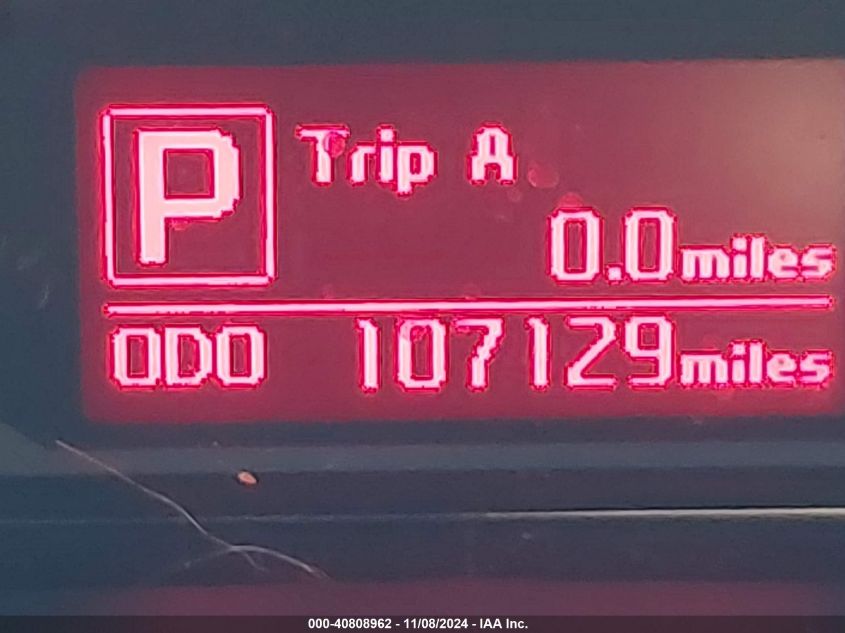 P
Trip A
0.0miles
ODO 107129miles
000-40808962 - 11/08/2024 - IAA Inc.